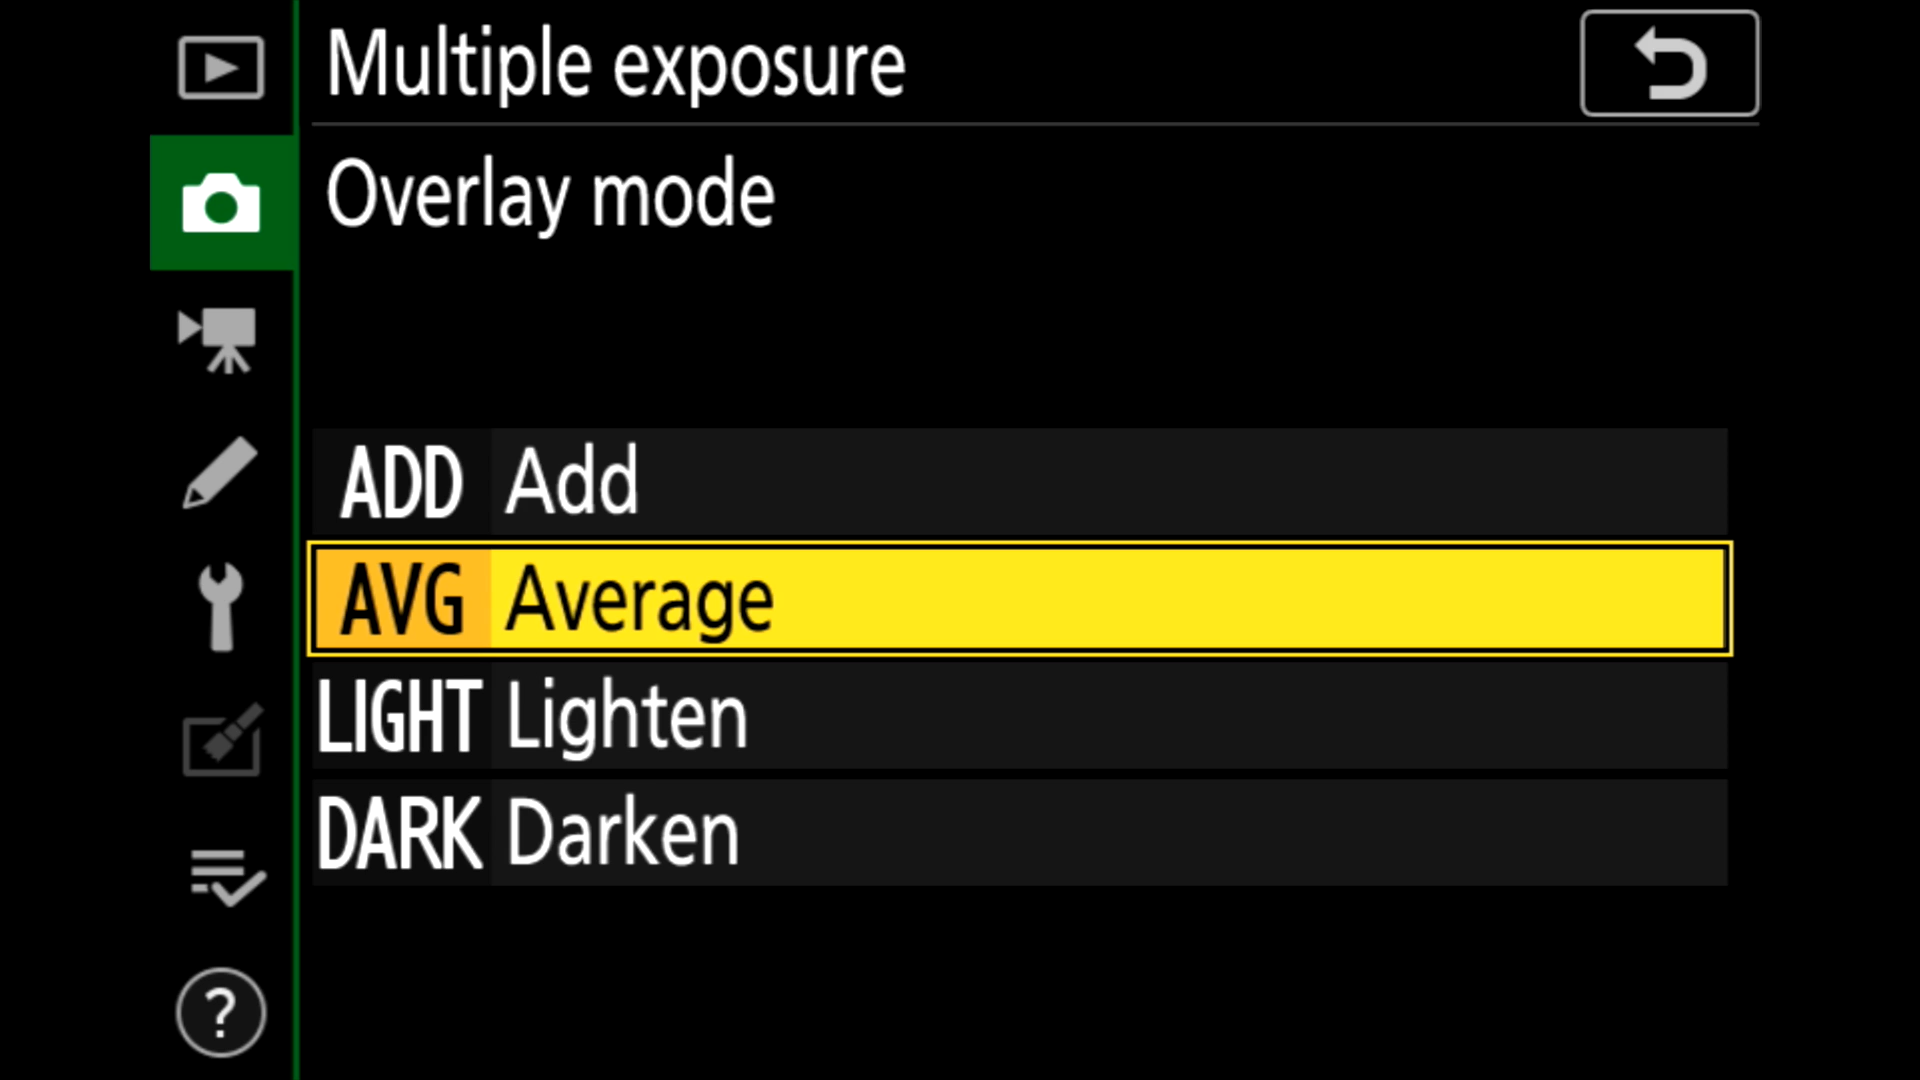 Multiple exposure
Overlay mode
ADD Add
AVG Average
LIGHT Lighten
DARK Darken
?